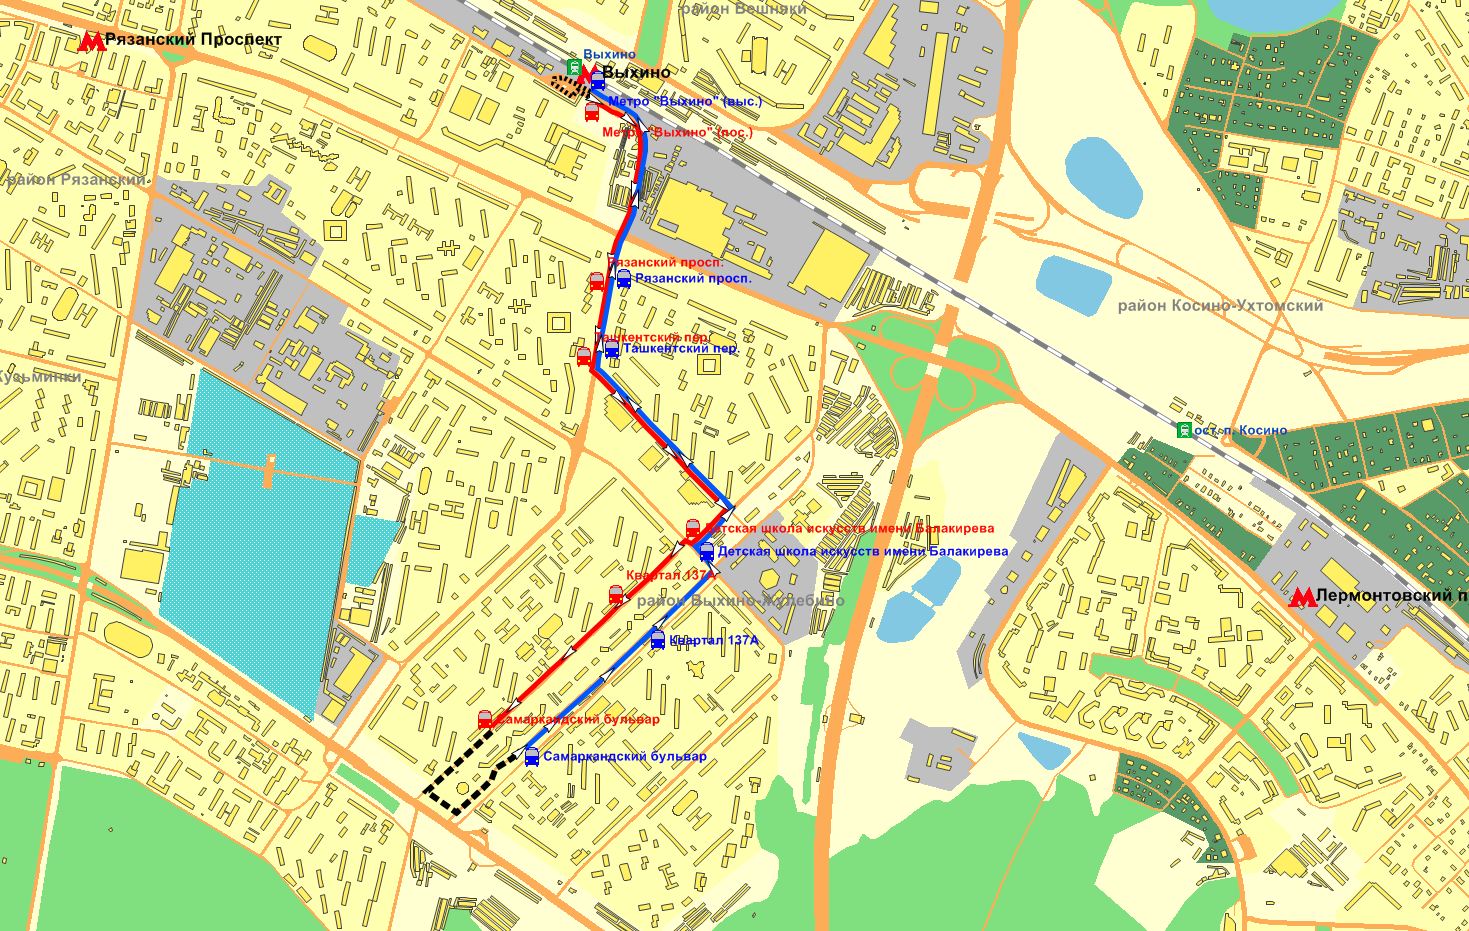 район Вешняки
Рязанский Проспект
Выхино
Выхино
Метро "Выхино" (выс.)
Метро "Выхино" (пос.)
район Рязанский
Рязанский просп.
Рязанский просп.
район Косино-Ухтомский
Ташкентский пер.
Ташкентский пер.
Кузьминки
ост. п. Косино
Детская школа искусств имени Балакирева
Детская школа искусств имени Балакирева
Квартал 137А
район Выхино-Жулебино
Лермонтовский п
Квартал 137А
Самаркандский бульвар
Самаркандский бульвар